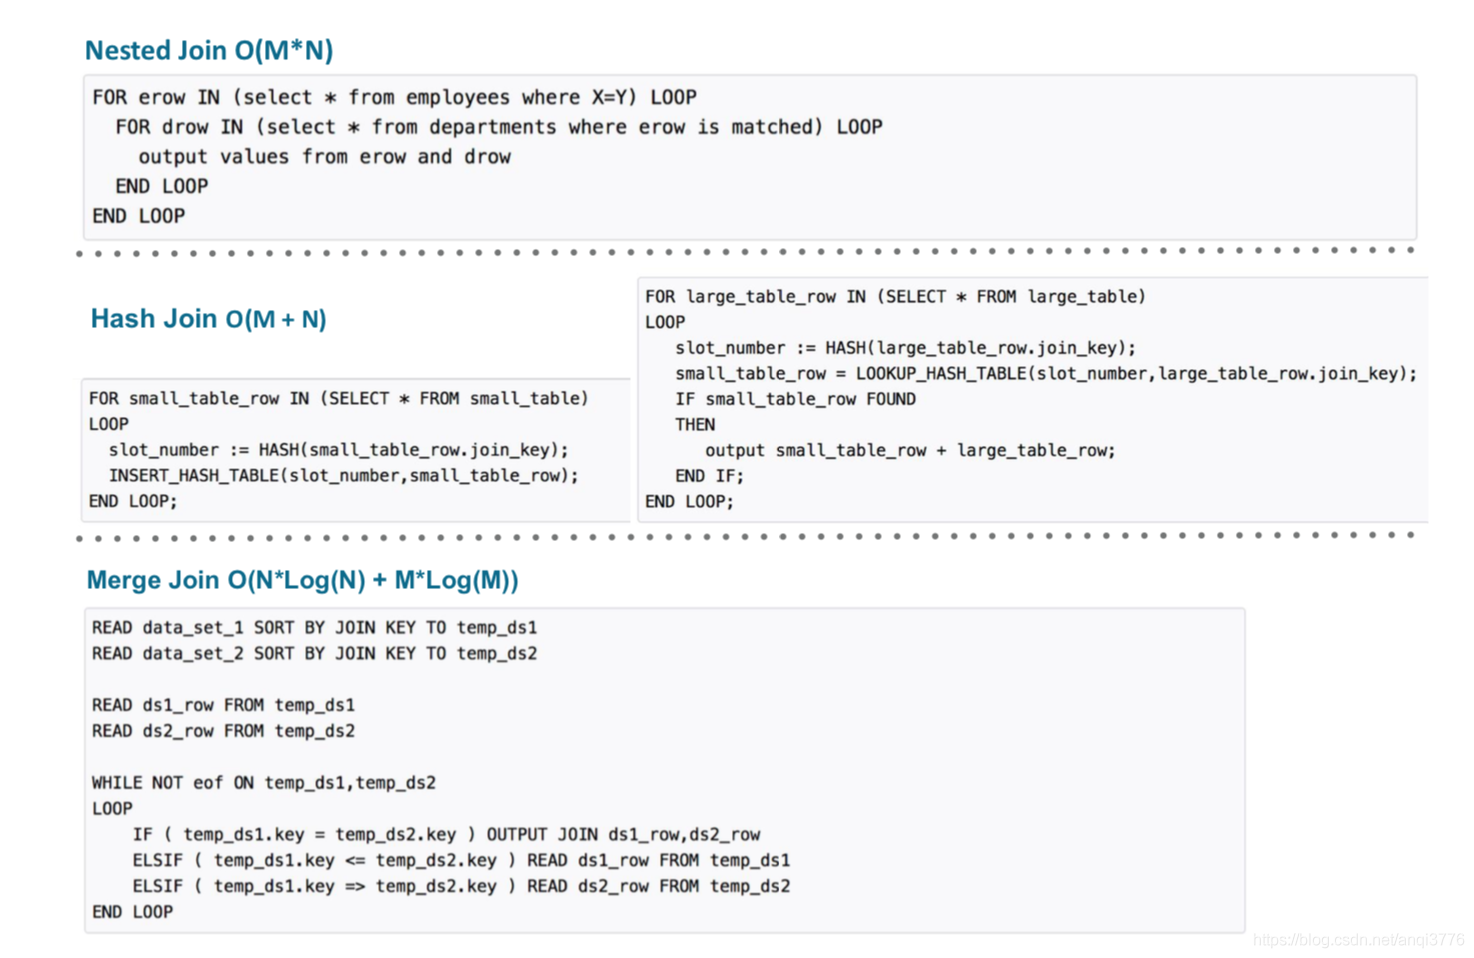 Nested Join O(M*N)
FOR erow IN (select * from employees where X=Y) LOOP
  FOR drow IN (select * from departments where erow is matched) LOOP
    output values from erow and drow
  END LOOP
END LOOP
Hash Join O(M + N)
FOR small_table_row IN (SELECT * FROM small_table)
LOOP
  slot_number := HASH(small_table_row.join_key);
  INSERT_HASH_TABLE(slot_number,small_table_row);
END LOOP;
FOR large_table_row IN (SELECT * FROM large_table)
LOOP
   slot_number := HASH(large_table_row.join_key);
   small_table_row = LOOKUP_HASH_TABLE(slot_number,large_table_row.join_key);
   IF small_table_row FOUND
   THEN
      output small_table_row + large_table_row;
   END IF;
END LOOP;
Merge Join O(N*Log(N) + M*Log(M))
READ data_set_1 SORT BY JOIN KEY TO temp_ds1
READ data_set_2 SORT BY JOIN KEY TO temp_ds2
READ ds1_row FROM temp_ds1
READ ds2_row FROM temp_ds2
WHILE NOT eof ON temp_ds1,temp_ds2
LOOP
    IF ( temp_ds1.key = temp_ds2.key ) OUTPUT JOIN ds1_row,ds2_row
    ELSIF ( temp_ds1.key <= temp_ds2.key ) READ ds1_row FROM temp_ds1
    ELSIF ( temp_ds1.key => temp_ds2.key ) READ ds2_row FROM temp_ds2
END LOOP
https://blog.csdn.net/anqi3776